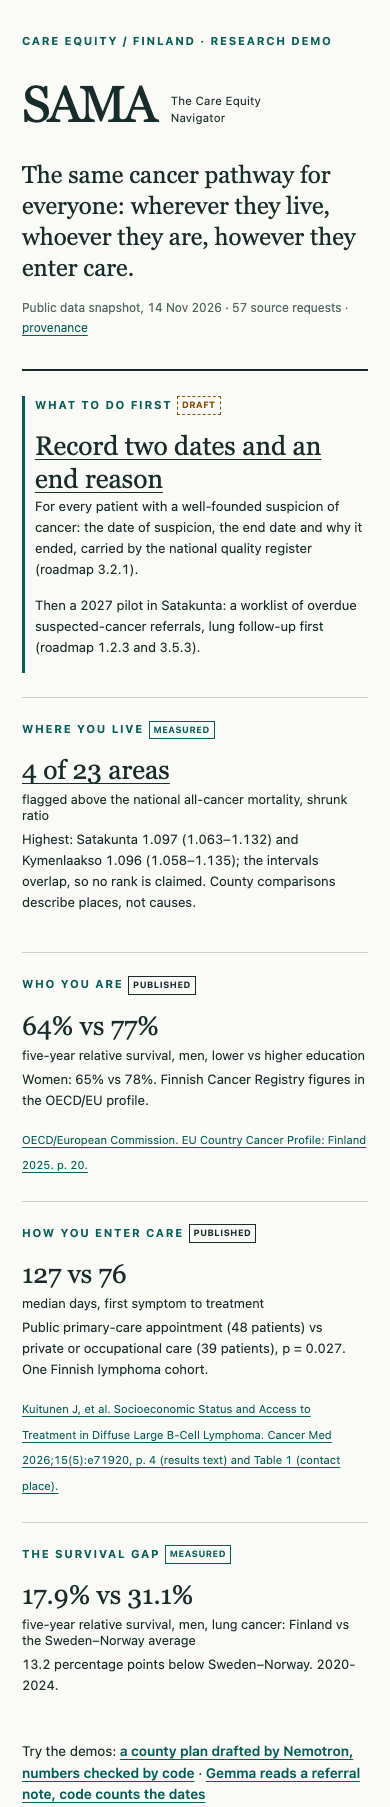 CARE EQUITY / FINLAND · RESEARCH DEMO
SAMA
The Care Equity
Navigator
The same cancer pathway for
everyone: wherever they live,
whoever they are, however they
enter care.
Public data snapshot, 14 Nov 2026 · 57 source requests ·
provenance
WHAT TO DO FIRST DRAFT
Record two dates and an
end reason
For every patient with a well-founded suspicion of
cancer: the date of suspicion, the end date and why it
ended, carried by the national quality register
(roadmap 3.2.1).
Then a 2027 pilot in Satakunta: a worklist of overdue
suspected-cancer referrals, lung follow-up first
(roadmap 1.2.3 and 3.5.3).
WHERE YOU LIVE MEASURED
4 of 23 areas
flagged above the national all-cancer mortality, shrunk
ratio
Highest: Satakunta 1.097 (1.063–1.132) and
Kymenlaakso 1.096 (1.058–1.135); the intervals
overlap, so no rank is claimed. County comparisons
describe places, not causes.
WHO YOU ARE PUBLISHED
64% vs 77%
five-year relative survival, men, lower vs higher education
Women: 65% vs 78%. Finnish Cancer Registry figures in
the OECD/EU profile.
OECD/European Commission. EU Country Cancer Profile: Finland
2025. p. 20.
HOW YOU ENTER CARE PUBLISHED
127 vs 76
median days, first symptom to treatment
Public primary-care appointment (48 patients) vs
private or occupational care (39 patients), p = 0.027.
One Finnish lymphoma cohort.
Kuitunen J, et al. Socioeconomic Status and Access to
Treatment in Diffuse Large B-Cell Lymphoma. Cancer Med
2026;15(5):e71920, p. 4 (results text) and Table 1 (contact
place).
THE SURVIVAL GAP MEASURED
17.9% vs 31.1%
five-year relative survival, men, lung cancer: Finland vs
the Sweden–Norway average
13.2 percentage points below Sweden–Norway. 2020-
2024.
Try the demos: a county plan drafted by Nemotron,
numbers checked by code · Gemma reads a referral
note, code counts the dates